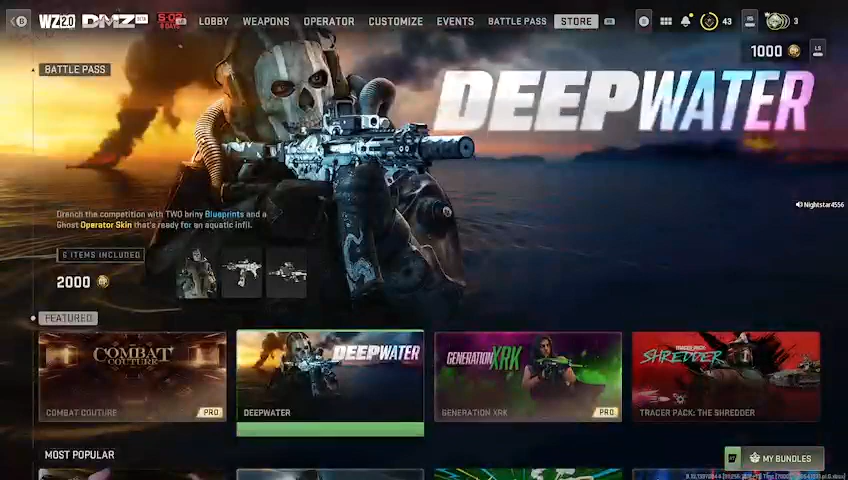 WZ2.0 DMZ LOBBY WEAPONS OPERATOR CUSTOMIZE EVENTS BATTLE PASS STORE 43 3
1000
BATTLE PASS
DEEPWATER
Nightstar4556
Drench the competition with TWO briny Blueprints and a
Ghost Operator Skin that's ready for an aquatic infil.
6 ITEMS INCLUDED
2000
FEATURED
COMBAT
COUTURE
DEEPWATER
GENERATION XRK
TRACER PACK:
SHREDDER
COMBAT COUTURE PRO
DEEPWATER
GENERATION XRK PRO
TRACER PACK: THE SHREDDER
MOST POPULAR
MY BUNDLES